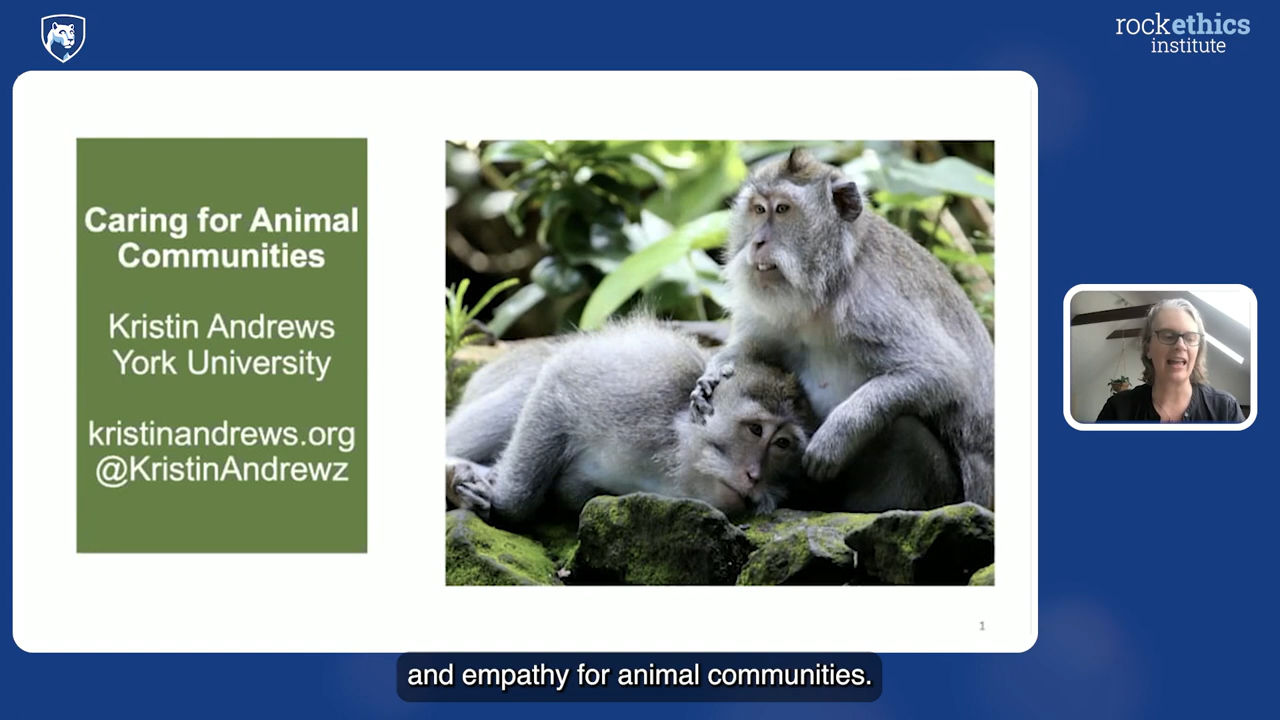 rockethics
institute
Caring for Animal
Communities
Kristin Andrews
York University
kristinandrews.org
@KristinAndrewz
1
and empathy for animal communities.